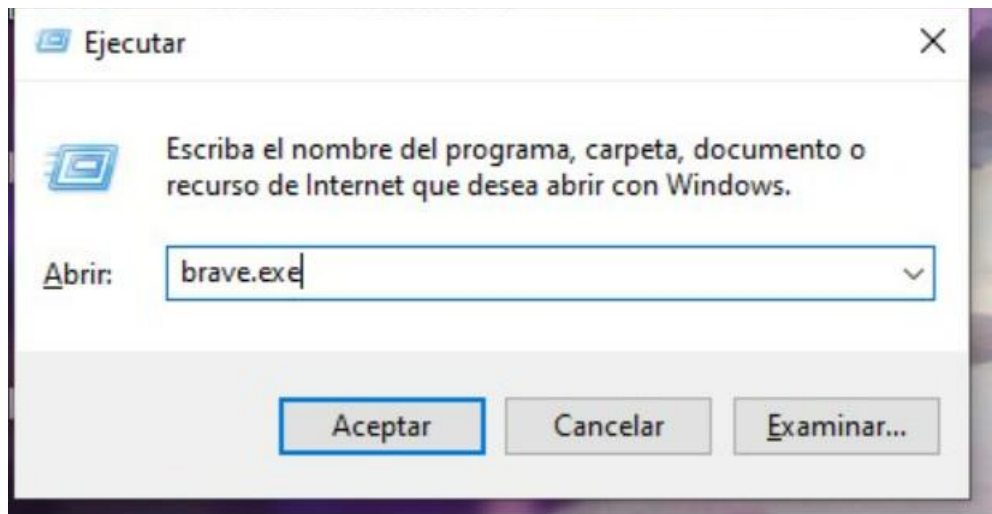 Ejecutar
Escriba el nombre del programa, carpeta, documento o
recurso de Internet que desea abrir con Windows.
Abrir:
brave.exe
Aceptar
Cancelar
Examinar...